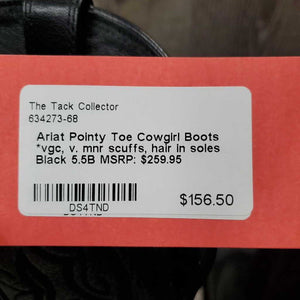 The Tack Collector
634273-68
Ariat Pointy Toe Cowgirl Boots
*vgc, v. mnr scuffs, hair in soles
Black 5.5B MSRP: $259.95
$156.50
DS4TND
DS4TND